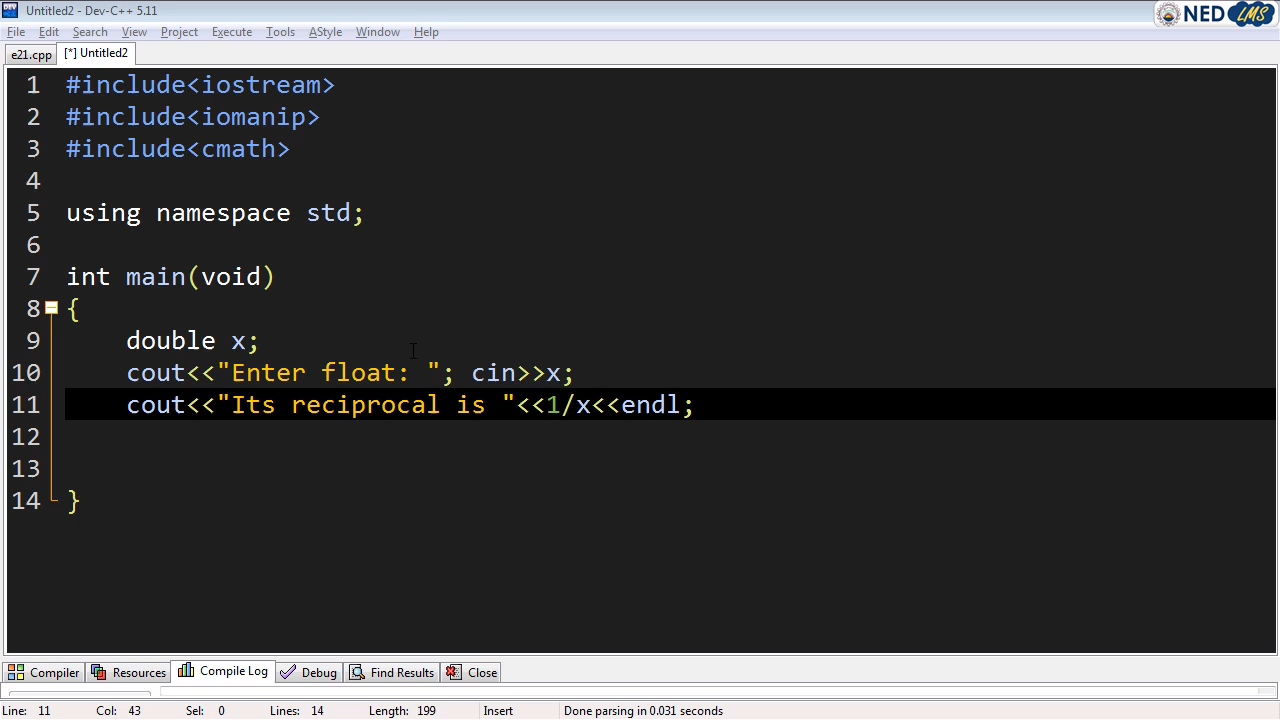 Untitled2 - Dev-C++ 5.11
NED LMS
File Edit Search View Project Execute Tools AStyle Window Help
e21.cpp [*] Untitled2
1 #include<iostream>
2 #include<iomanip>
3 #include<cmath>
4
5 using namespace std;
6
7 int main(void)
8 {
9 double x;
10 cout<<"Enter float: "; cin>>x;
11 cout<<"Its reciprocal is "<<1/x<<endl;
12
13
14 }
Compiler Resources Compile Log Debug Find Results Close
Line: 11 Col: 43 Sel: 0 Lines: 14 Length: 199 Insert Done parsing in 0.031 seconds